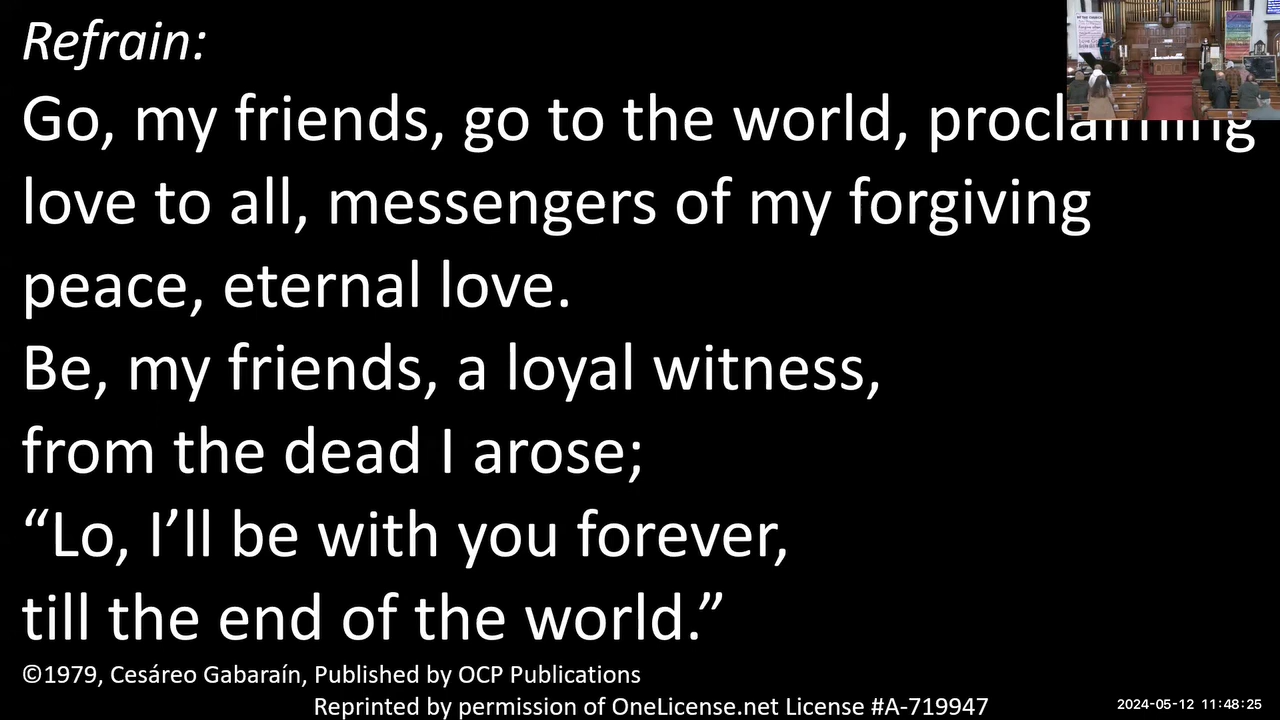 Refrain:
Go, my friends, go to the world, proclaiming
love to all, messengers of my forgiving
peace, eternal love.
Be, my friends, a loyal witness,
from the dead I arose;
“Lo, I’ll be with you forever,
till the end of the world.”
©1979, Cesáreo Gabaraín, Published by OCP Publications
Reprinted by permission of OneLicense.net License #A-719947
2024-05-12 11:48:25